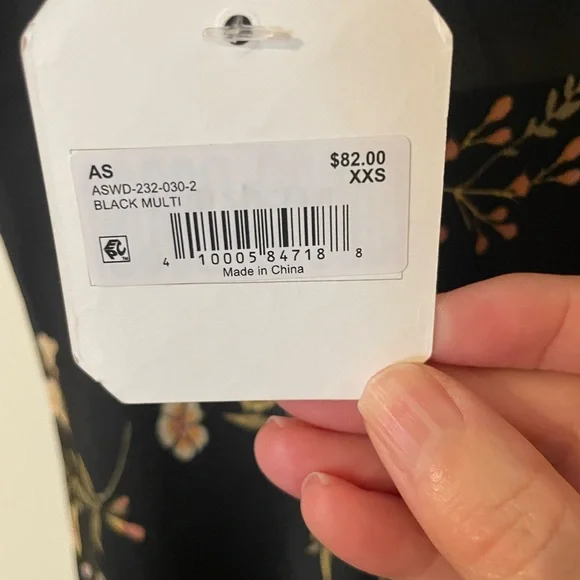 AS $82.00
ASWD-232-030-2 XXS
BLACK MULTI
4 10005 84718 8
Made in China